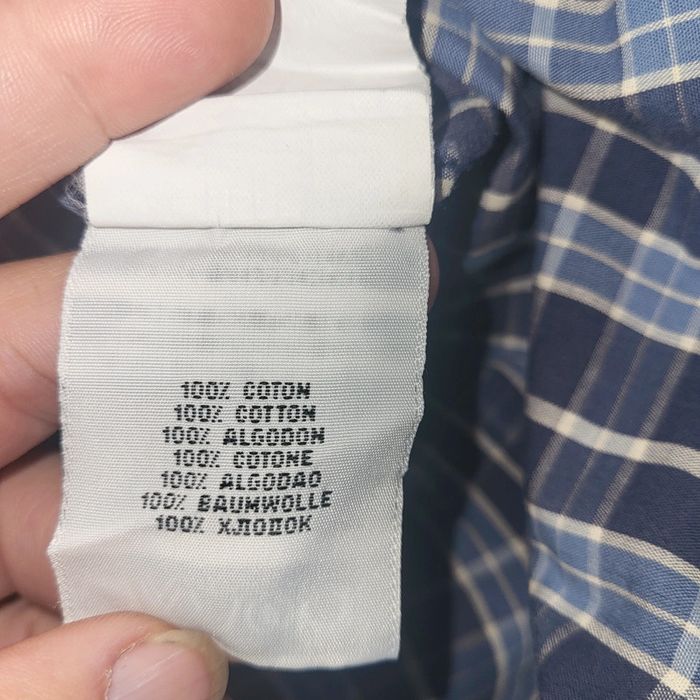 100% COTON
100% COTTON
100% ALGODON
100% COTONE
100% ALGODAO
100% BAUMWOLLE
100% ХЛОПОК